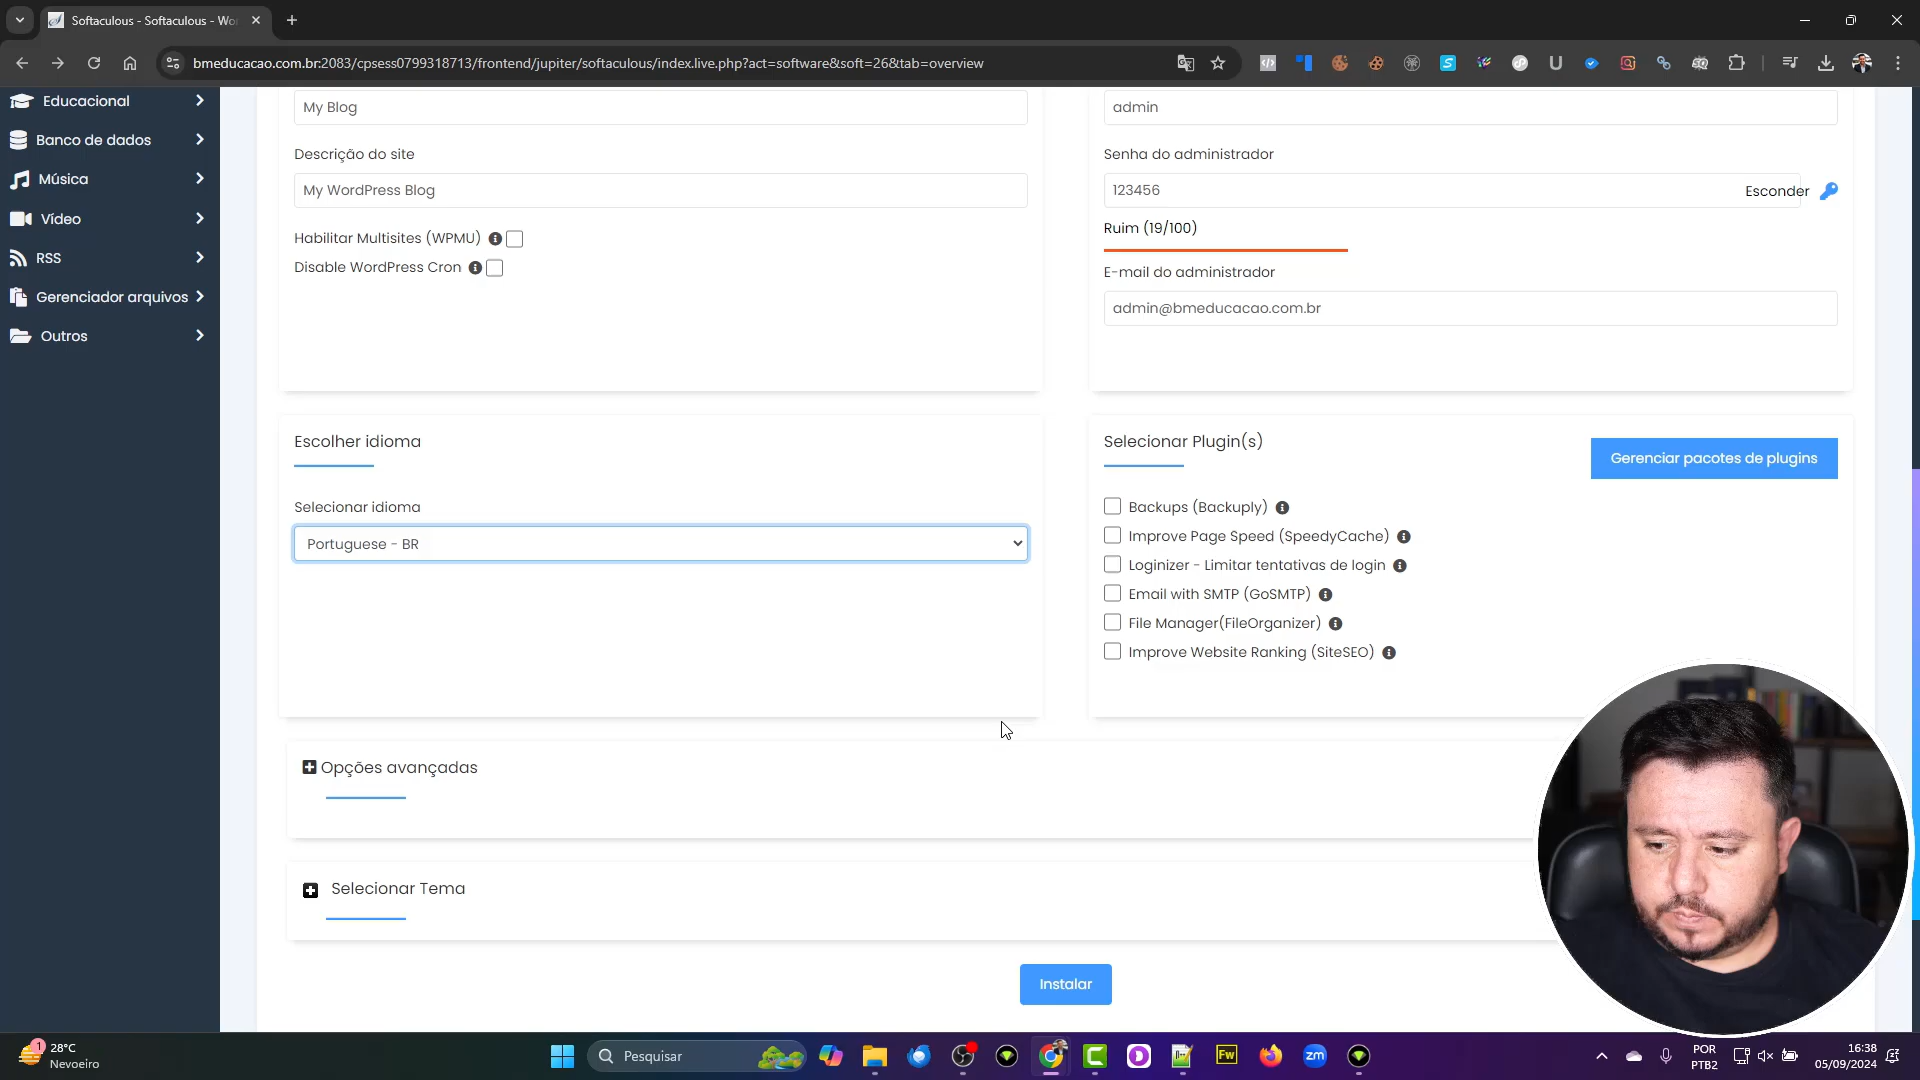 Softaculous - Softaculous - Wo
bmeducacao.com.br:2083/cpsess0799318713/frontend/jupiter/softaculous/index.live.php?act=software&soft=26&tab=overview
Educacional
Banco de dados
Música
Vídeo
RSS
Gerenciador arquivos
Outros
My Blog
Descrição do site
My WordPress Blog
Habilitar Multisites (WPMU)
Disable WordPress Cron
admin
Senha do administrador
123456
Esconder
Ruim (19/100)
E-mail do administrador
admin@bmeducacao.com.br
Escolher idioma
Selecionar idioma
Portuguese - BR
Selecionar Plugin(s)
Gerenciar pacotes de plugins
Backups (Backuply)
Improve Page Speed (SpeedyCache)
Loginizer - Limitar tentativas de login
Email with SMTP (GoSMTP)
File Manager(FileOrganizer)
Improve Website Ranking (SiteSEO)
Opções avançadas
Selecionar Tema
Instalar
1
28°C
Nevoeiro
Pesquisar
Fw
zm
POR
PTB2
16:38
05/09/2024